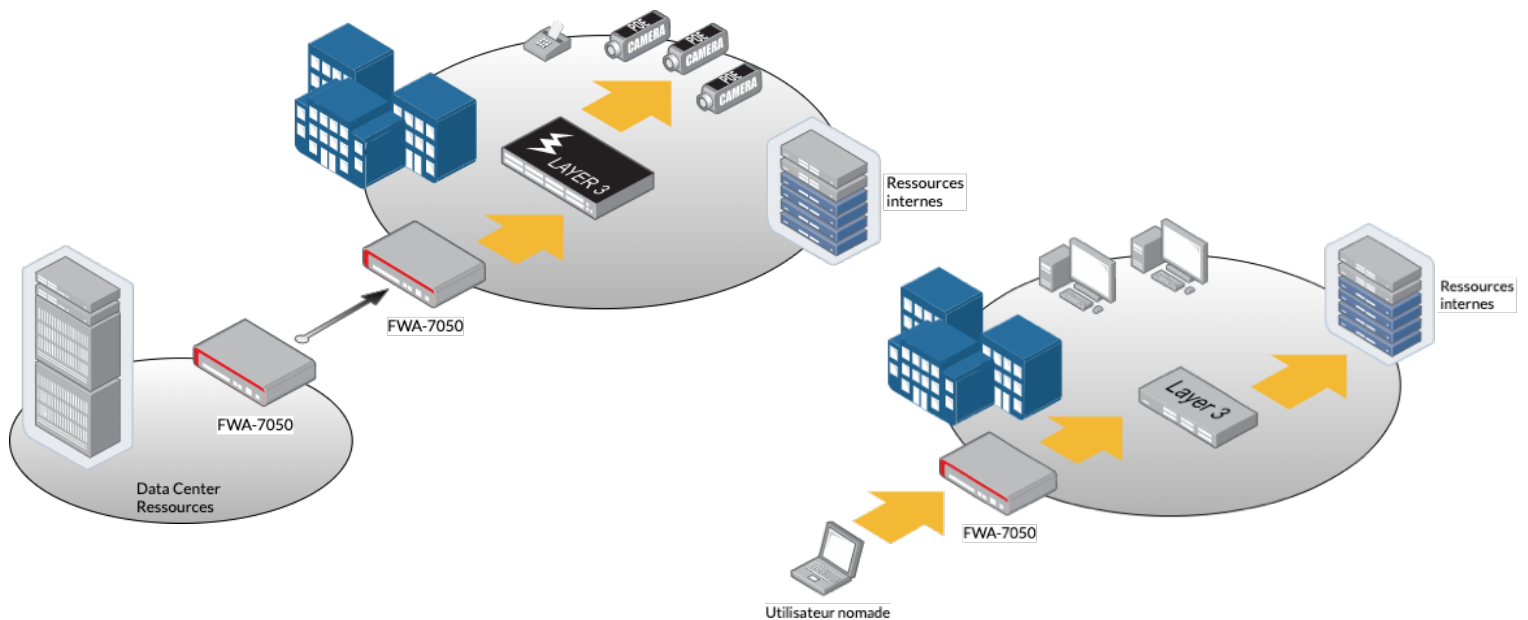 POE
CAMERA
POE
CAMERA
POE
CAMERA
LAYER 3
Ressources
internes
FWA-7050
FWA-7050
Data Center
Ressources
Ressources
internes
Layer 3
FWA-7050
Utilisateur nomade